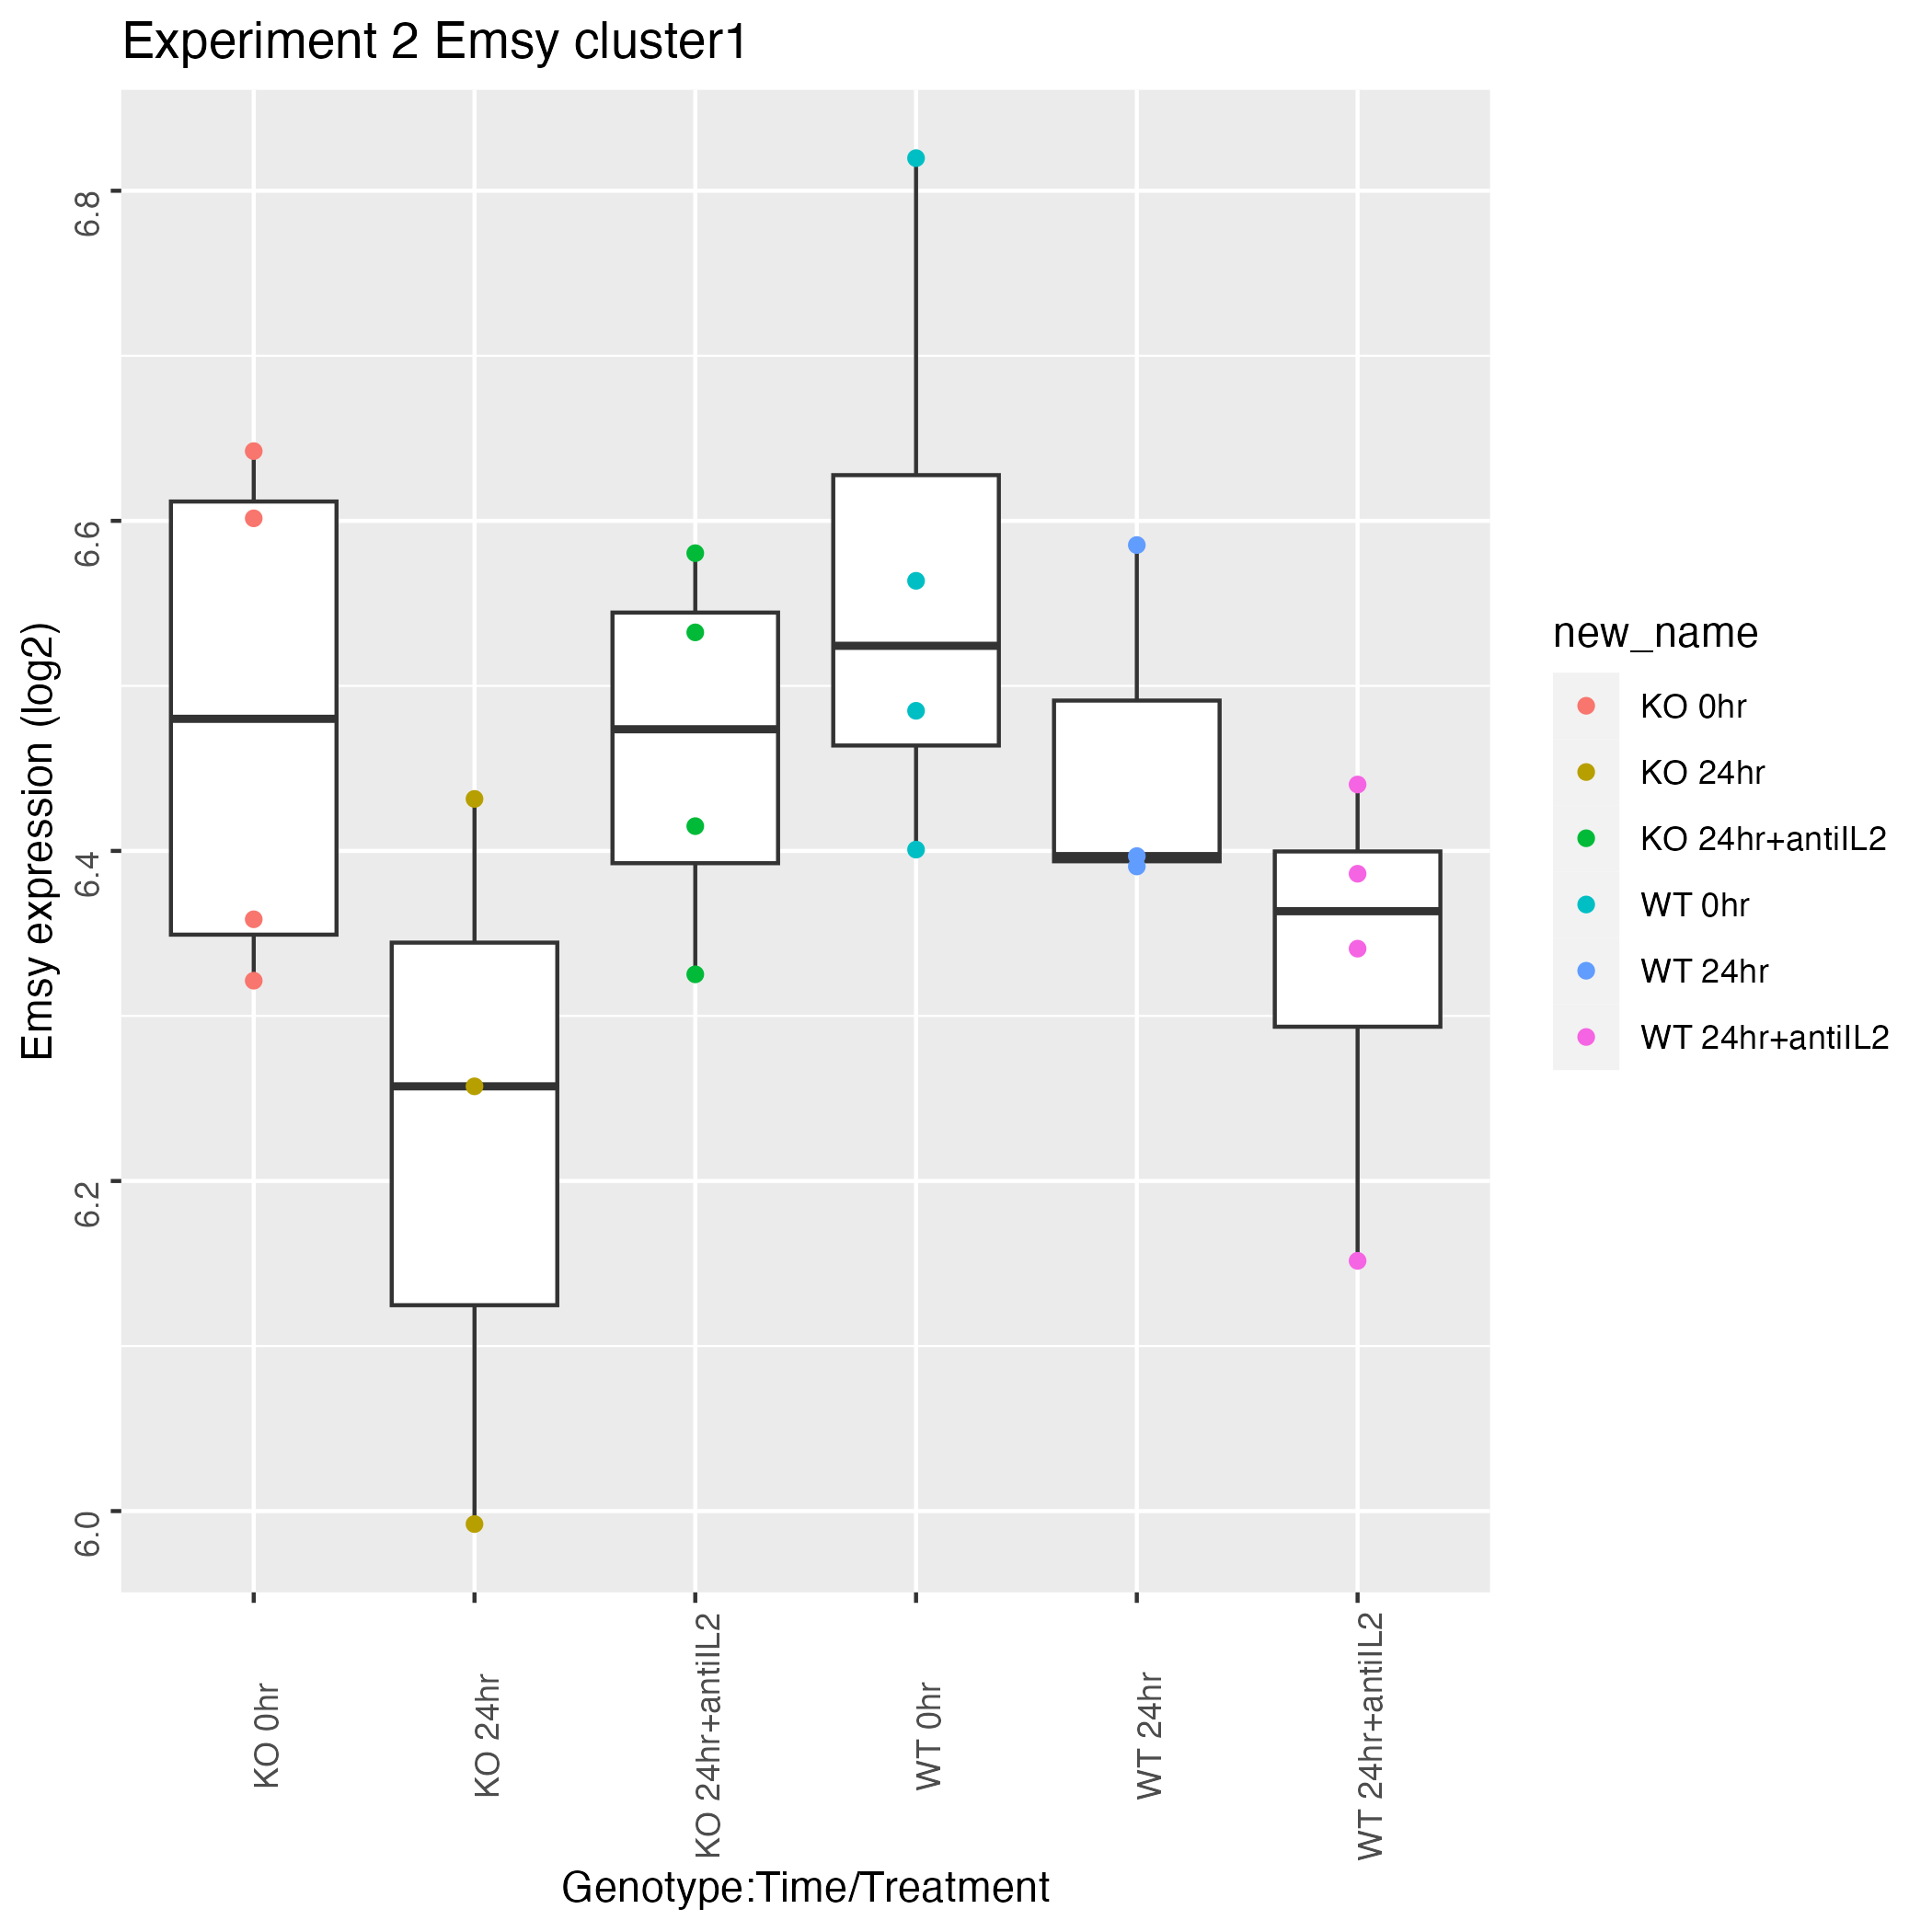 Experiment 2 Emsy cluster1
Emsy expression (log2)
6.8
6.6
6.4
6.2
6.0
KO 0hr
KO 24hr
KO 24hr+antiIL2
WT 0hr
WT 24hr
WT 24hr+antiIL2
Genotype:Time/Treatment
new_name
KO 0hr
KO 24hr
KO 24hr+antiIL2
WT 0hr
WT 24hr
WT 24hr+antiIL2